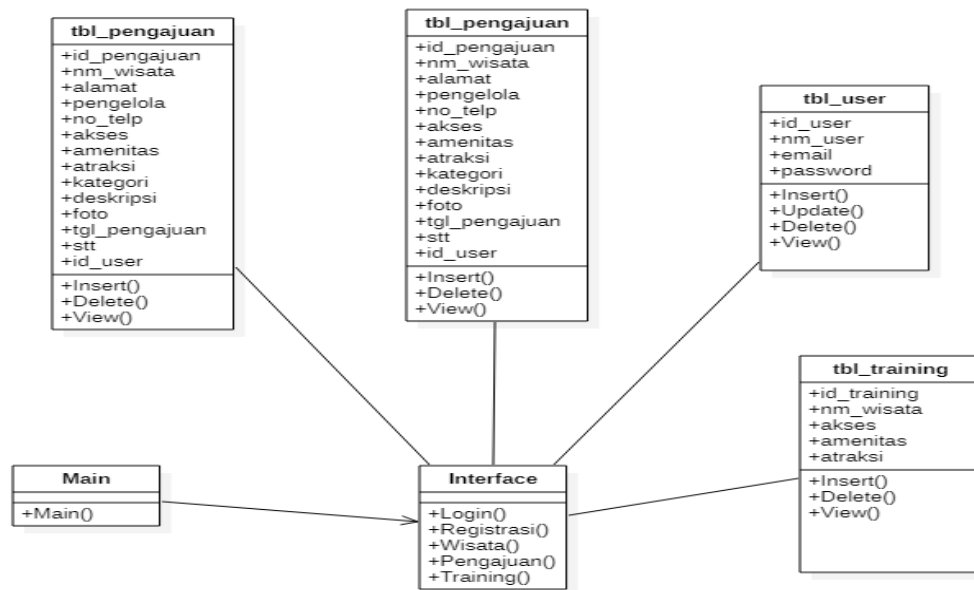 tbl_pengajuan
+id_pengajuan
+nm_wisata
+alamat
+pengelola
+no_telp
+akses
+amenitas
+atraksi
+kategori
+deskripsi
+foto
+tgl_pengajuan
+stt
+id_user
+Insert()
+Delete()
+View()
tbl_pengajuan
+id_pengajuan
+nm_wisata
+alamat
+pengelola
+no_telp
+akses
+amenitas
+atraksi
+kategori
+deskripsi
+foto
+tgl_pengajuan
+stt
+id_user
+Insert()
+Delete()
+View()
tbl_user
+id_user
+nm_user
+email
+password
+Insert()
+Update()
+Delete()
+View()
tbl_training
+id_training
+nm_wisata
+akses
+amenitas
+atraksi
+Insert()
+Delete()
+View()
Main
+Main()
Interface
+Login()
+Registrasi()
+Wisata()
+Pengajuan()
+Training()